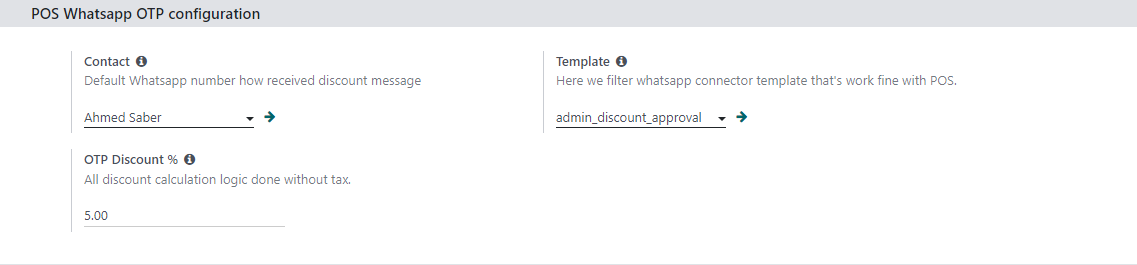 POS Whatsapp OTP configuration
Contact
Default Whatsapp number how received discount message
Ahmed Saber
Template
Here we filter whatsapp connector template that's work fine with POS.
admin_discount_approval
OTP Discount %
All discount calculation logic done without tax.
5.00